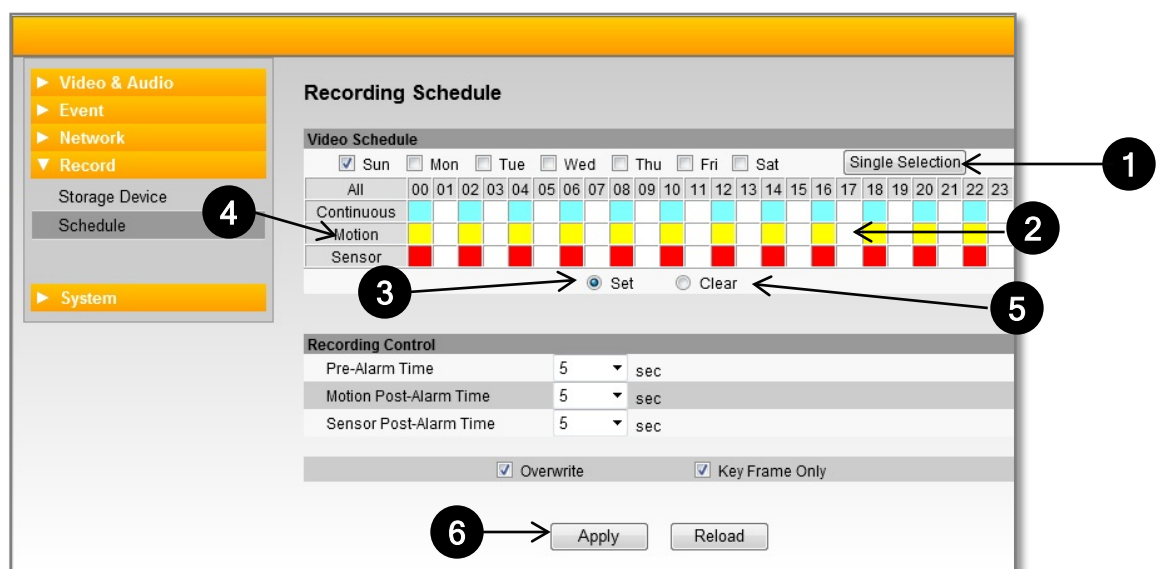 Video & Audio
Event
Network
Record
Storage Device
Schedule
System
Recording Schedule
Video Schedule
Sun Mon Tue Wed Thu Fri Sat Single Selection
All 00 01 02 03 04 05 06 07 08 09 10 11 12 13 14 15 16 17 18 19 20 21 22 23
Continuous
Motion
Sensor
Set Clear
Recording Control
Pre-Alarm Time 5 sec
Motion Post-Alarm Time 5 sec
Sensor Post-Alarm Time 5 sec
Overwrite Key Frame Only
Apply Reload
1
2
3
4
5
6